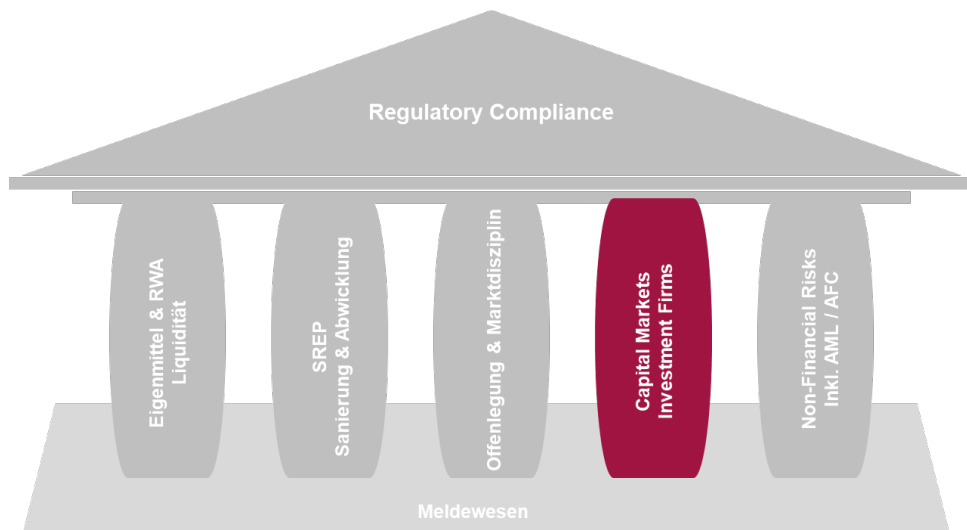 Regulatory Compliance
Eigenmittel & RWA
Liquidität
SREP
Sanierung & Abwicklung
Offenlegung & Marktdisziplin
Capital Markets
Investment Firms
Non-Financial Risks
Inkl. AML / AFC
Meldewesen